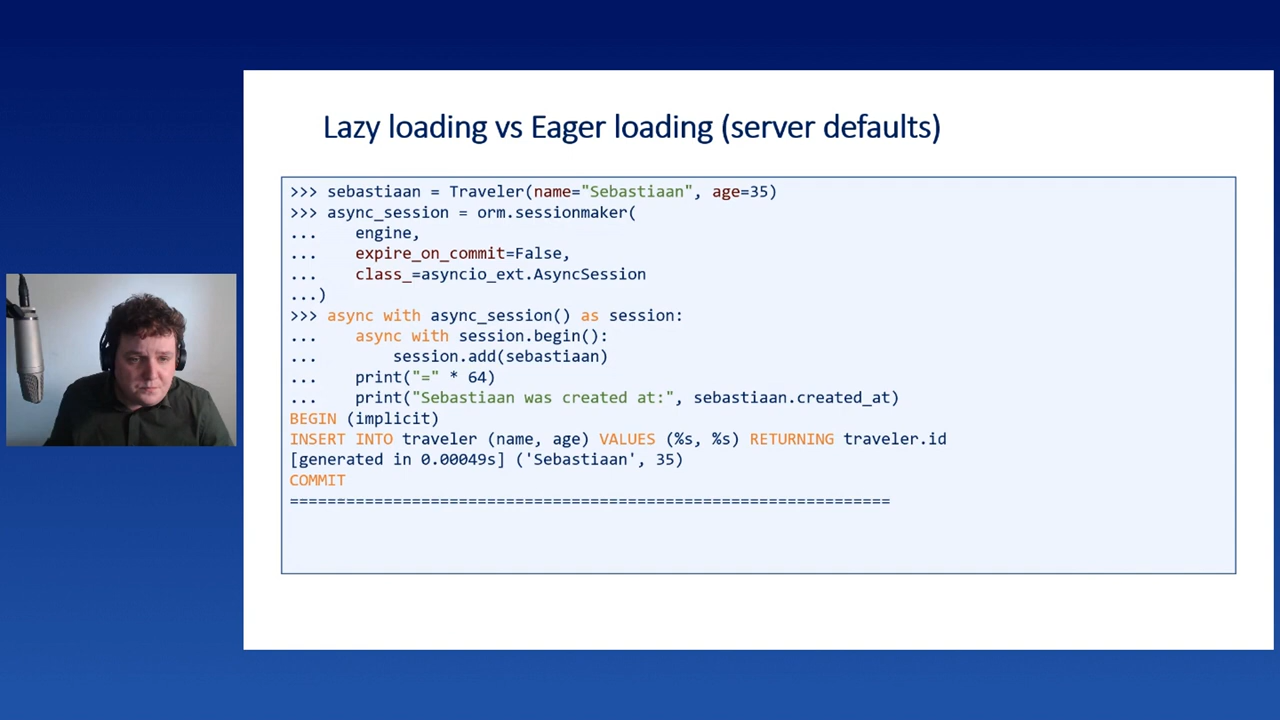 Lazy loading vs Eager loading (server defaults)
>>> sebastiaan = Traveler(name="Sebastiaan", age=35)
>>> async_session = orm.sessionmaker(
...    engine,
...    expire_on_commit=False,
...    class_=asyncio_ext.AsyncSession
...)
>>> async with async_session() as session:
...    async with session.begin():
...        session.add(sebastiaan)
...    print("=" * 64)
...    print("Sebastiaan was created at:", sebastiaan.created_at)
BEGIN (implicit)
INSERT INTO traveler (name, age) VALUES (%s, %s) RETURNING traveler.id
[generated in 0.00049s] ('Sebastiaan', 35)
COMMIT
================================================================